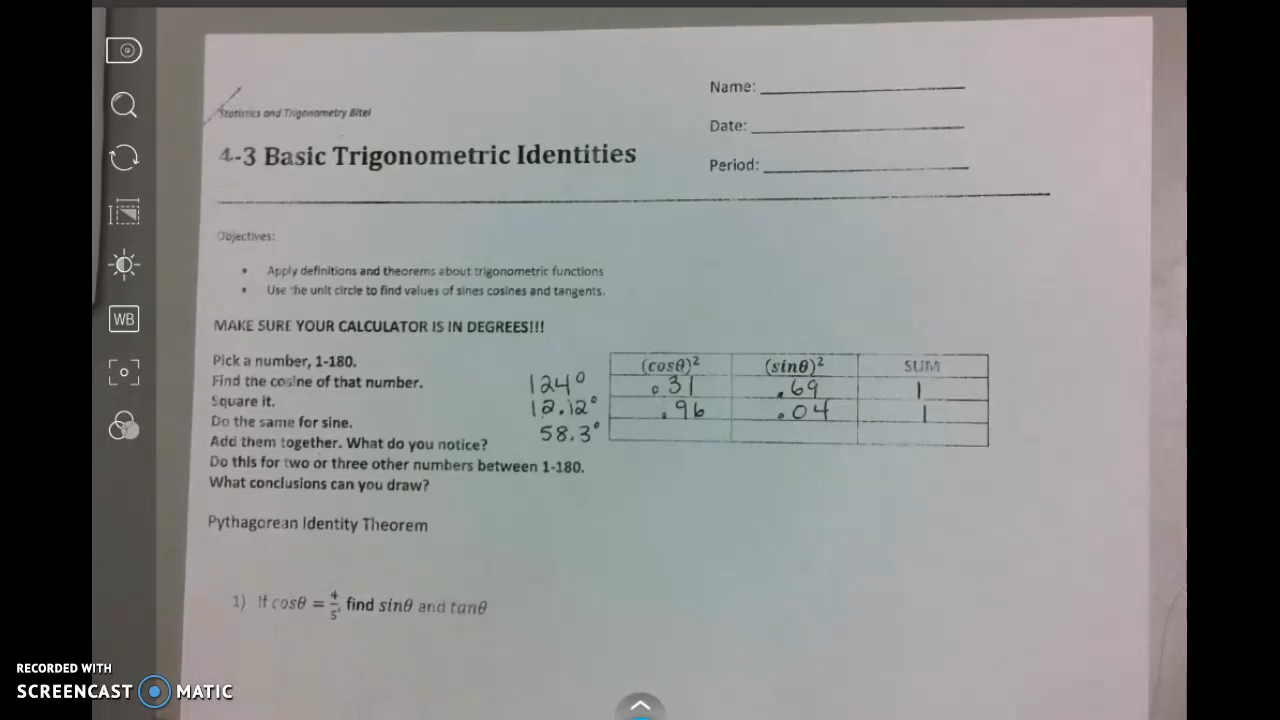 Statistics and Trigonometry Bitel
4-3 Basic Trigonometric Identities
Name:
Date:
Period:
Objectives:
• Apply definitions and theorems about trigonometric functions
• Use the unit circle to find values of sines cosines and tangents.
MAKE SURE YOUR CALCULATOR IS IN DEGREES!!!
Pick a number, 1-180.
Find the cosine of that number.
Square it.
Do the same for sine.
Add them together. What do you notice?
Do this for two or three other numbers between 1-180.
What conclusions can you draw?
(cosθ)² (sinθ)² SUM
124° .31 .69 1
12.12° .96 .04 1
58.3°
Pythagorean Identity Theorem
1) If cosθ = 4/5, find sinθ and tanθ
WB
RECORDED WITH
SCREENCAST MATIC